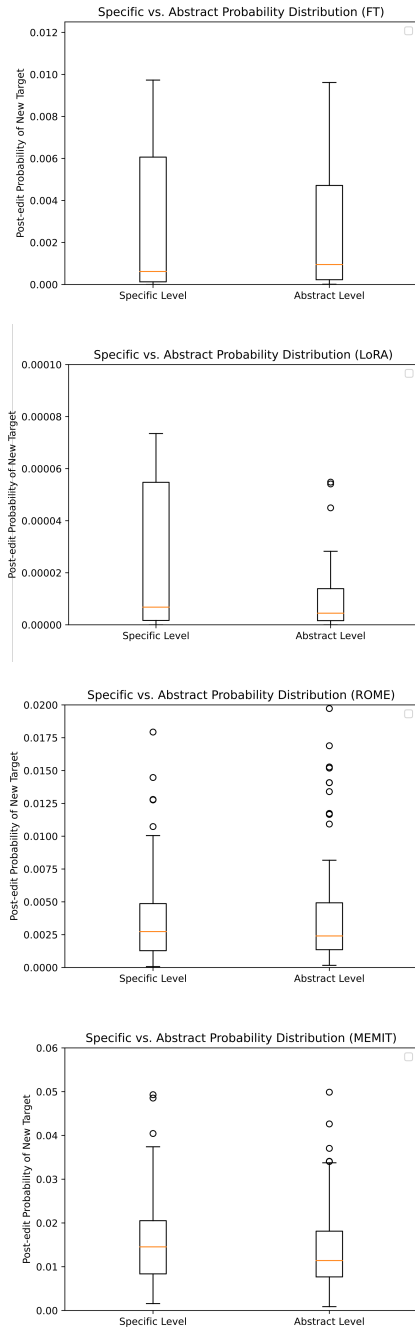 Specific vs. Abstract Probability Distribution (FT)
Post-edit Probability of New Target
0.012
0.010
0.008
0.006
0.004
0.002
0.000
Specific Level
Abstract Level
Specific vs. Abstract Probability Distribution (LoRA)
Post-edit Probability of New Target
0.00010
0.00008
0.00006
0.00004
0.00002
0.00000
Specific Level
Abstract Level
Specific vs. Abstract Probability Distribution (ROME)
Post-edit Probability of New Target
0.0200
0.0175
0.0150
0.0125
0.0100
0.0075
0.0050
0.0025
0.0000
Specific Level
Abstract Level
Specific vs. Abstract Probability Distribution (MEMIT)
Post-edit Probability of New Target
0.06
0.05
0.04
0.03
0.02
0.01
0.00
Specific Level
Abstract Level